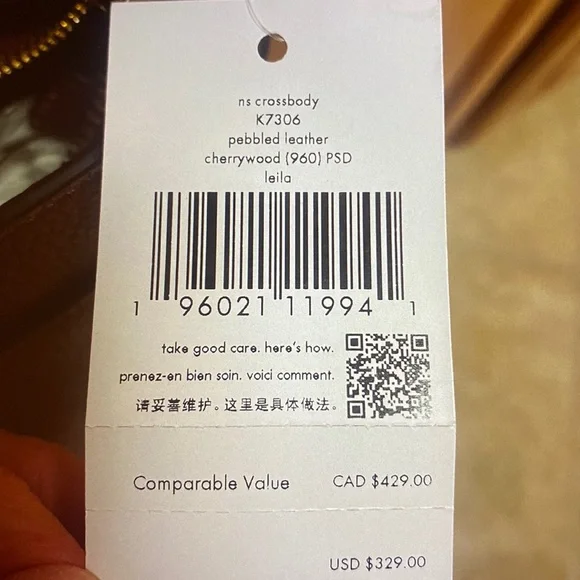 ns crossbody
K7306
pebbled leather
cherrywood (960) PSD
leila
1 96021 11994 1
take good care. here's how.
prenez-en bien soin. voici comment.
请妥善维护。这里是具体做法。
Comparable Value CAD $429.00
USD $329.00